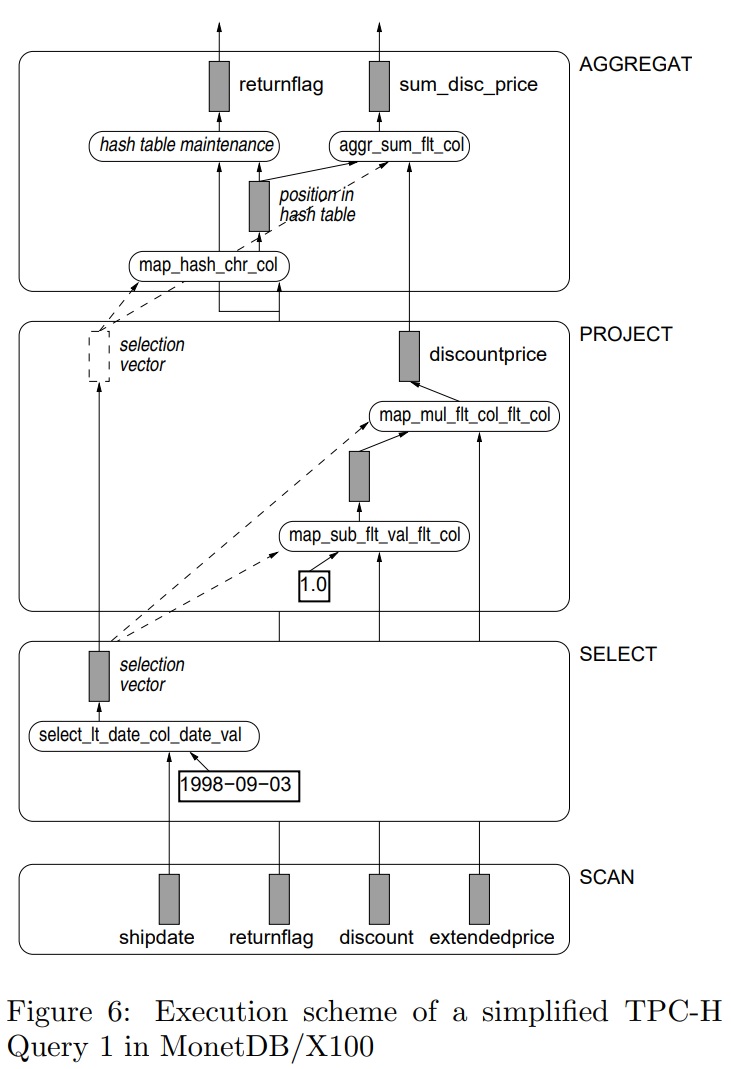 AGGREGAT
returnflag
sum_disc_price
hash table maintenance
aggr_sum_flt_col
position in
hash table
map_hash_chr_col
PROJECT
selection
vector
discountprice
map_mul_flt_col_flt_col
map_sub_flt_val_flt_col
1.0
SELECT
selection
vector
select_lt_date_col_date_val
1998−09−03
SCAN
shipdate
returnflag
discount
extendedprice
Figure 6: Execution scheme of a simplified TPC-H
Query 1 in MonetDB/X100